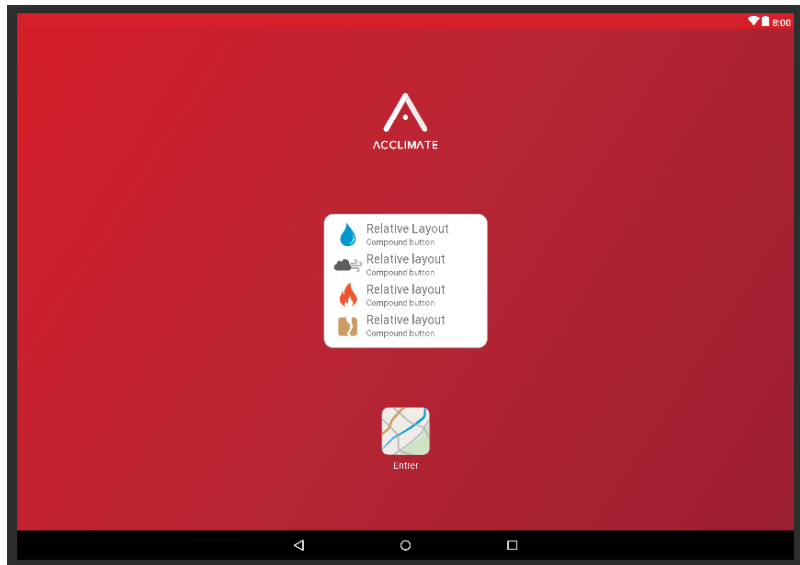 8:00
ACCLIMATE
Relative Layout
Compound button
Relative layout
Compound button
Relative layout
Compound button
Relative layout
Compound button
Entrer